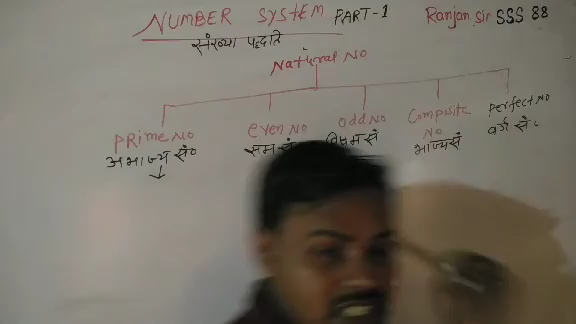 NUMBER SYSTEM PART-1 Ranjan Sir SSS 88
संख्या पद्धति
Natural No
Prime No Even No Odd No Composite No Perfect No
अभाज्य सं० सम सं० विषम सं भाज्य सं वर्ग सं०